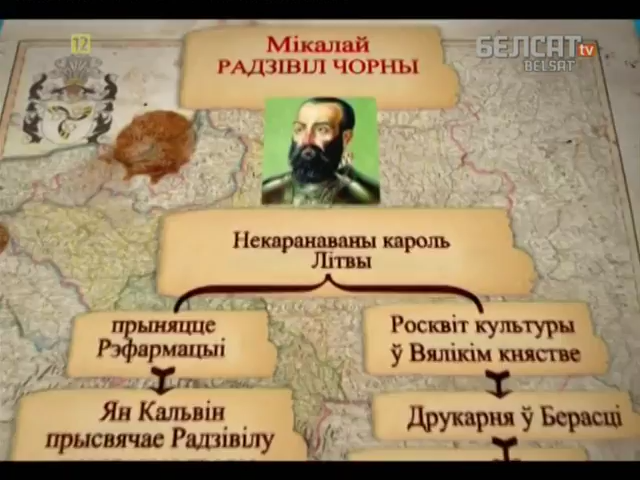 12
БЕЛСАТ tv
BELSAT
Мікалай
РАДЗІВІЛ ЧОРНЫ
Некаранаваны кароль
Літвы
прыняцце
Рэфармацыі
Росквіт культуры
ў Вялікім княстве
Ян Кальвін
прысвячае Радзівілу
Друкарня ў Берасці